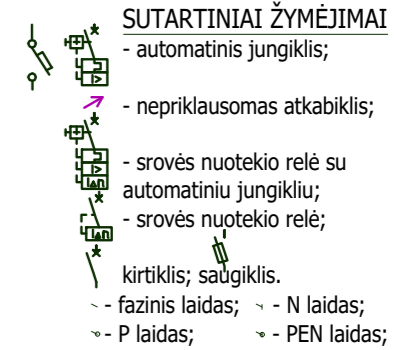 SUTARTINIAI ŽYMĖJIMAI
- automatinis jungiklis;
- nepriklausomas atkabiklis;
- srovės nuotekio relė su
automatiniu jungikliu;
- srovės nuotekio relė;
kirtiklis; saugiklis.
- fazinis laidas; - N laidas;
- P laidas; - PEN laidas;